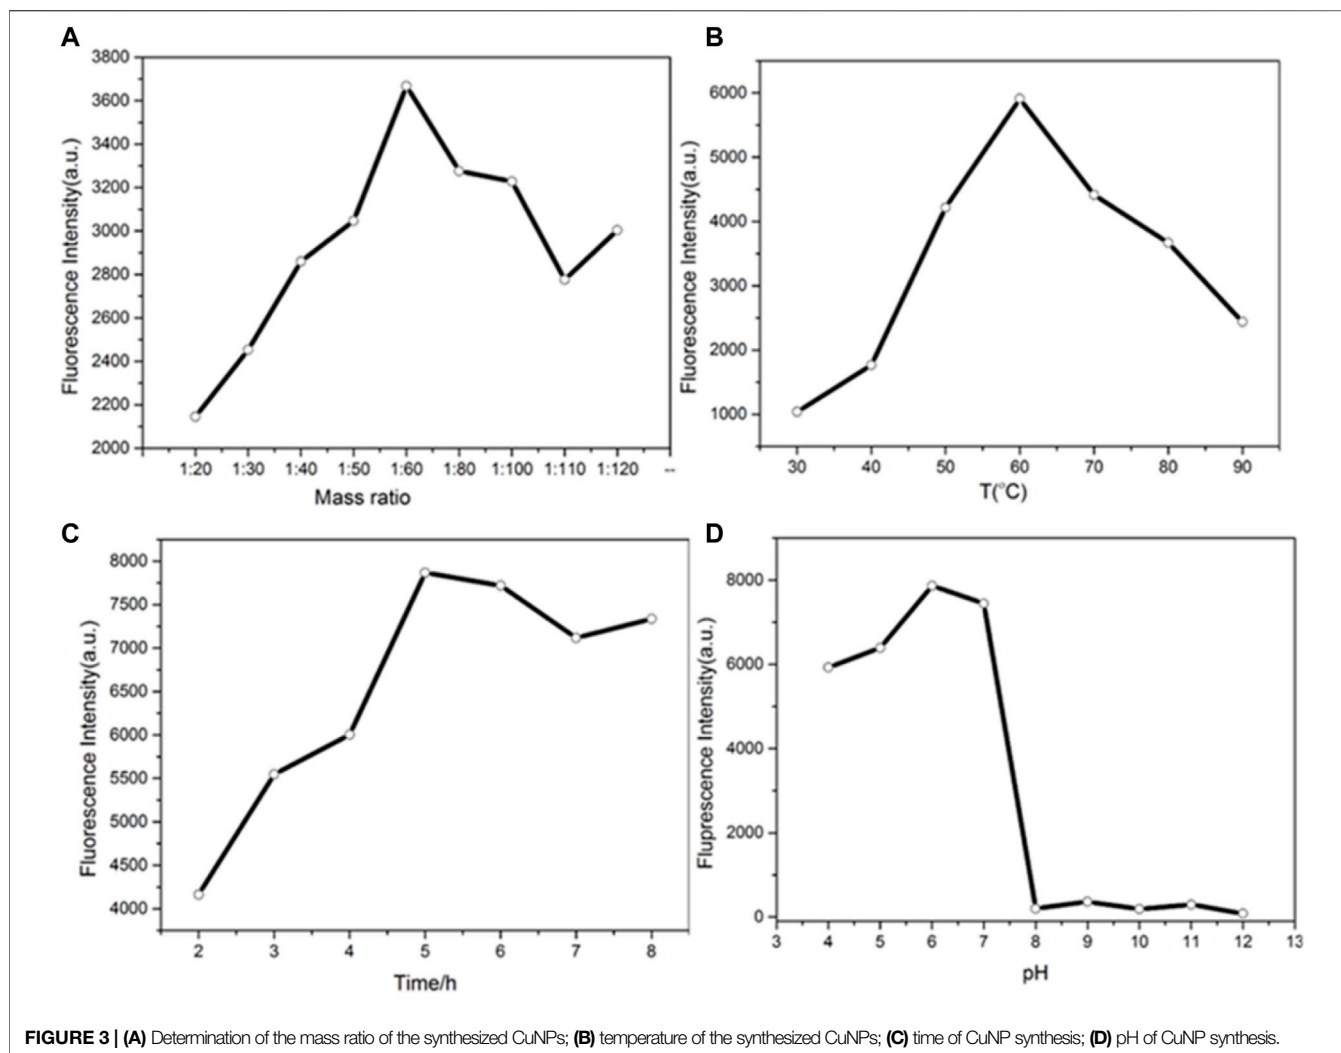 A
3800
3600
3400
3200
3000
2800
2600
2400
2200
2000
Fluorescence Intensity(a.u.)
1:20 1:30 1:40 1:50 1:60 1:80 1:100 1:110 1:120 --
Mass ratio
B
6000
5000
4000
3000
2000
1000
Fluorescence Intensity(a.u.)
30 40 50 60 70 80 90
T(°C)
C
8000
7500
7000
6500
6000
5500
5000
4500
4000
Fluorescence Intensity(a.u.)
2 3 4 5 6 7 8
Time/h
D
8000
6000
4000
2000
0
Fluprescence Intensity(a.u.)
3 4 5 6 7 8 9 10 11 12 13
pH
FIGURE 3 | (A) Determination of the mass ratio of the synthesized CuNPs; (B) temperature of the synthesized CuNPs; (C) time of CuNP synthesis; (D) pH of CuNP synthesis.